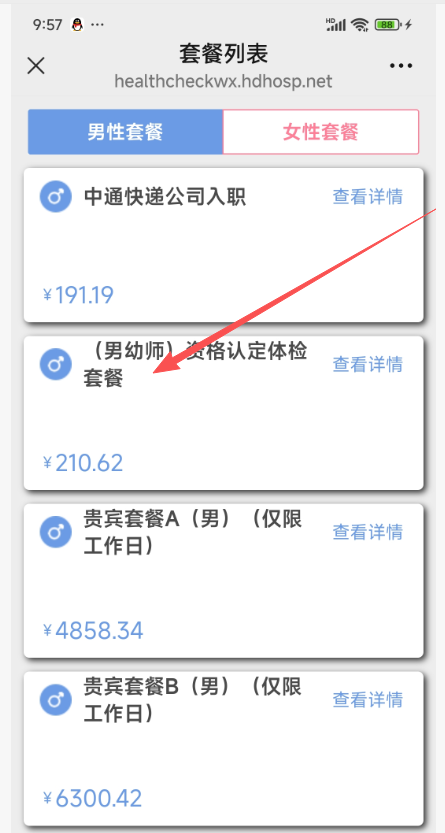 9:57
HD
88
套餐列表
healthcheckwx.hdhosp.net
男性套餐
女性套餐
中通快递公司入职
查看详情
¥191.19
（男幼师）资格认定体检
套餐
查看详情
¥210.62
贵宾套餐A（男）（仅限
工作日）
查看详情
¥4858.34
贵宾套餐B（男）（仅限
工作日）
查看详情
¥6300.42